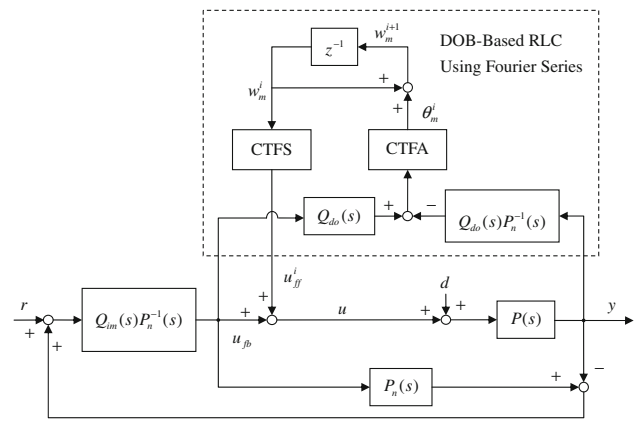 w_m^{i+1}
z^{-1}
DOB-Based RLC
Using Fourier Series
+
w_m^i
+
θ_m^i
CTFS
CTFA
Q_{do}(s)
+
−
Q_{do}(s)P_n^{-1}(s)
u_{ff}^i
d
r
Q_{im}(s)P_n^{-1}(s)
+
+
u
+
+
P(s)
y
+
+
u_{fb}
−
P_n(s)
+